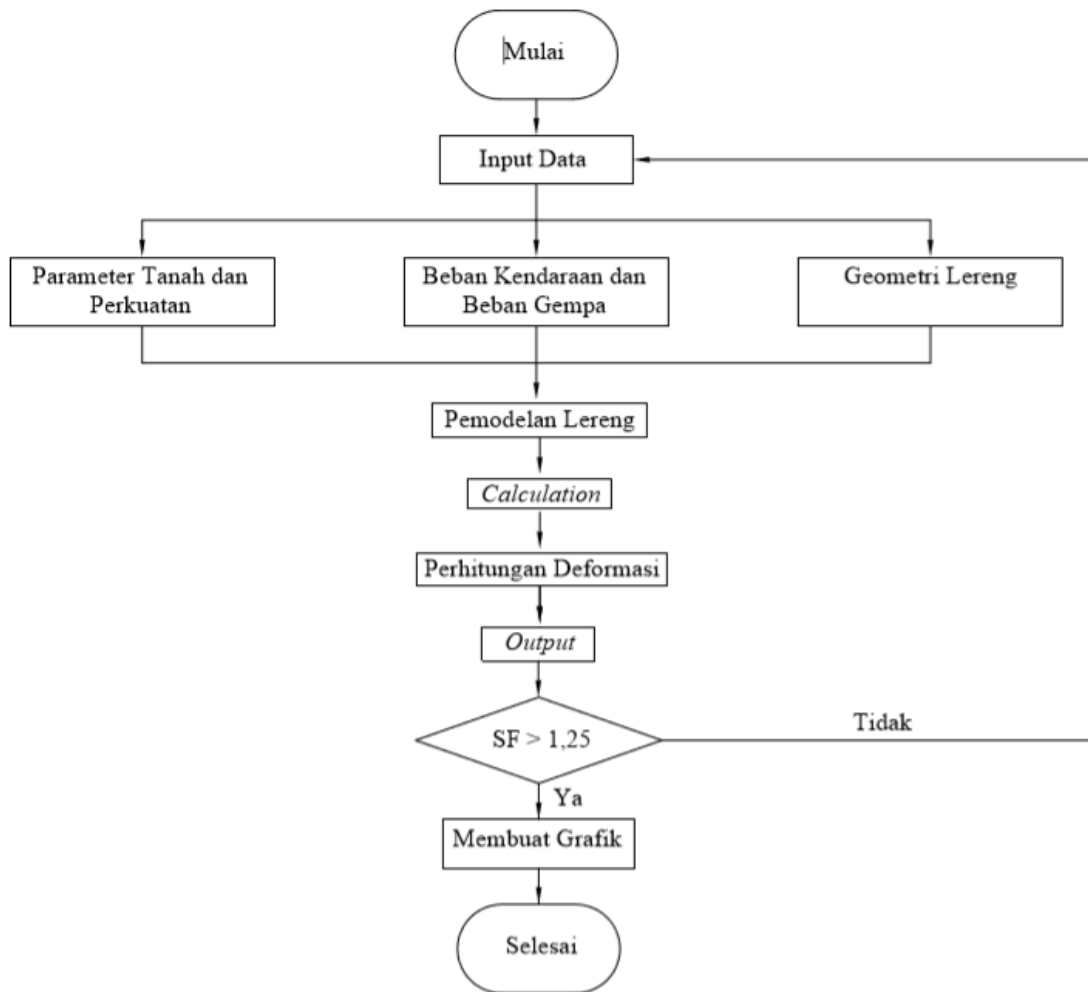 Mulai
Input Data
Parameter Tanah dan
Perkuatan
Beban Kendaraan dan
Beban Gempa
Geometri Lereng
Pemodelan Lereng
Calculation
Perhitungan Deformasi
Output
SF > 1,25
Tidak
Ya
Membuat Grafik
Selesai